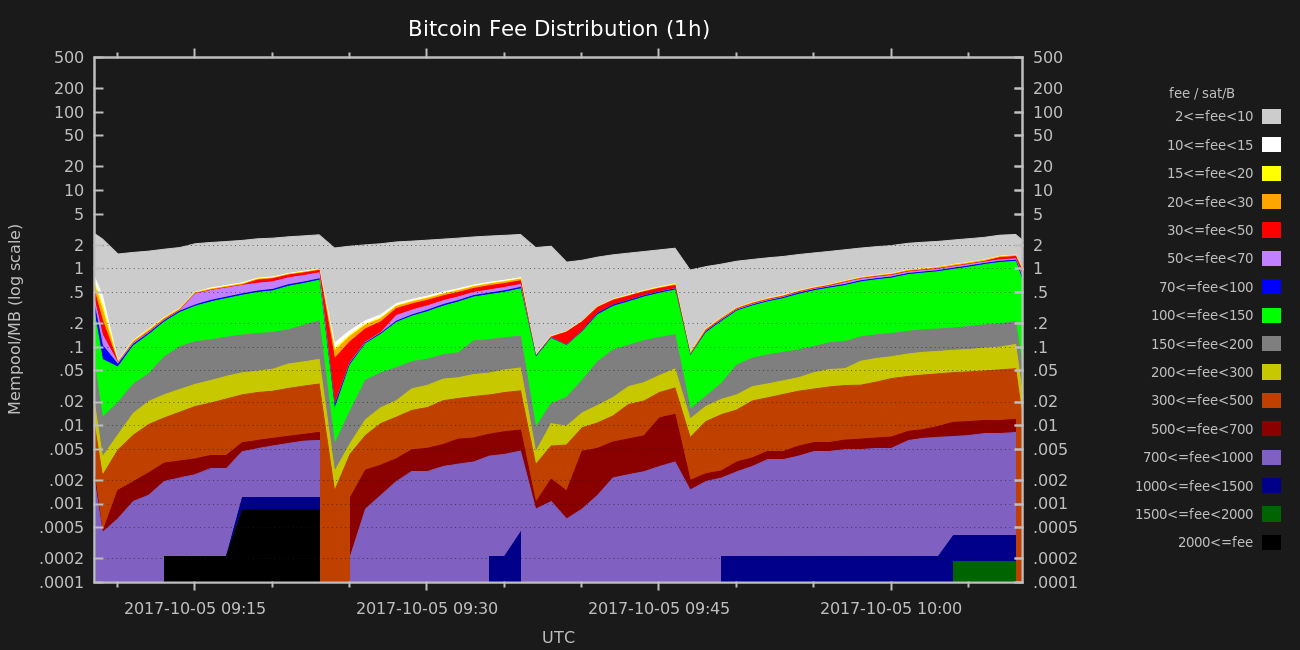 Bitcoin Fee Distribution (1h)
Mempool/MB (log scale)
500
200
100
50
20
10
5
2
1
.5
.2
.1
.05
.02
.01
.005
.002
.001
.0005
.0002
.0001
500
200
100
50
20
10
5
2
1
.5
.2
.1
.05
.02
.01
.005
.002
.001
.0005
.0002
.0001
2017-10-05 09:15
2017-10-05 09:30
2017-10-05 09:45
2017-10-05 10:00
UTC
fee / sat/B
2<=fee<10
10<=fee<15
15<=fee<20
20<=fee<30
30<=fee<50
50<=fee<70
70<=fee<100
100<=fee<150
150<=fee<200
200<=fee<300
300<=fee<500
500<=fee<700
700<=fee<1000
1000<=fee<1500
1500<=fee<2000
2000<=fee